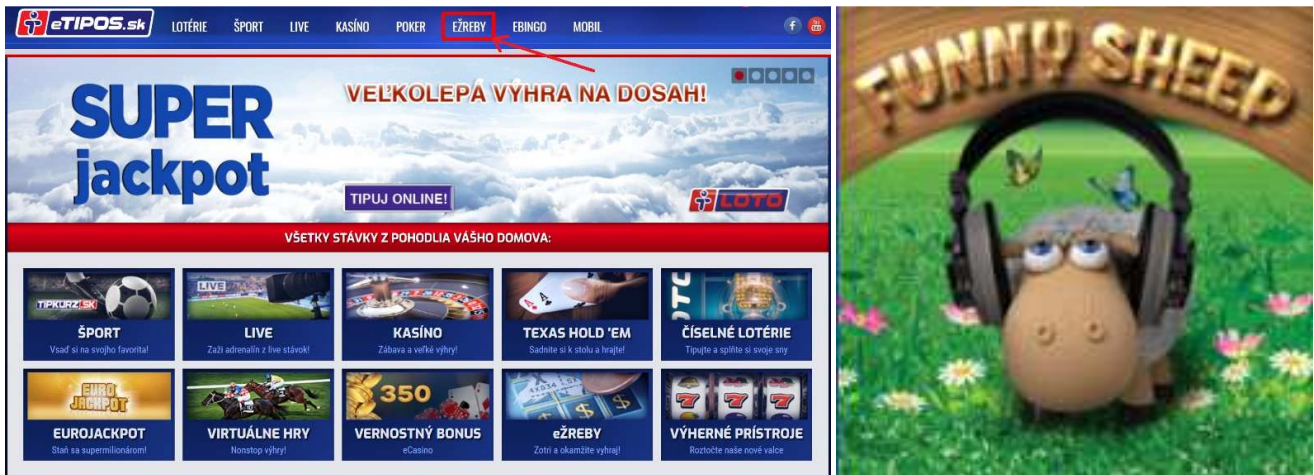 eTIPOS.sk
LOTÉRIE ŠPORT LIVE KASÍNO POKER EŽREBY EBINGO MOBIL
SUPER
jackpot
VEĽKOLEPÁ VÝHRA NA DOSAH!
TIPUJ ONLINE!
LOTO
VŠETKY STÁVKY Z POHODLIA VÁŠHO DOMOVA:
TIPKURZ.SK
ŠPORT
Vsaď si na svojho favorita!
LIVE
LIVE
Zaži adrenalín z live stávok!
KASÍNO
Zábava a veľké výhry!
A A
TEXAS HOLD 'EM
Sadnite si k stolu a hrajte!
ČÍSELNÉ LOTÉRIE
Tipujte a splňte si svoje sny
EURO
JACKPOT
EUROJACKPOT
Staň sa supermilionárom!
VIRTUÁLNE HRY
Nonstop výhry!
350
VERNOSTNÝ BONUS
eCasino
eŽREBY
Zotri a okamžite vyhraj!
7 7 7
VÝHERNÉ PRÍSTROJE
Roztočte naše nové valce
FUNNY SHEEP